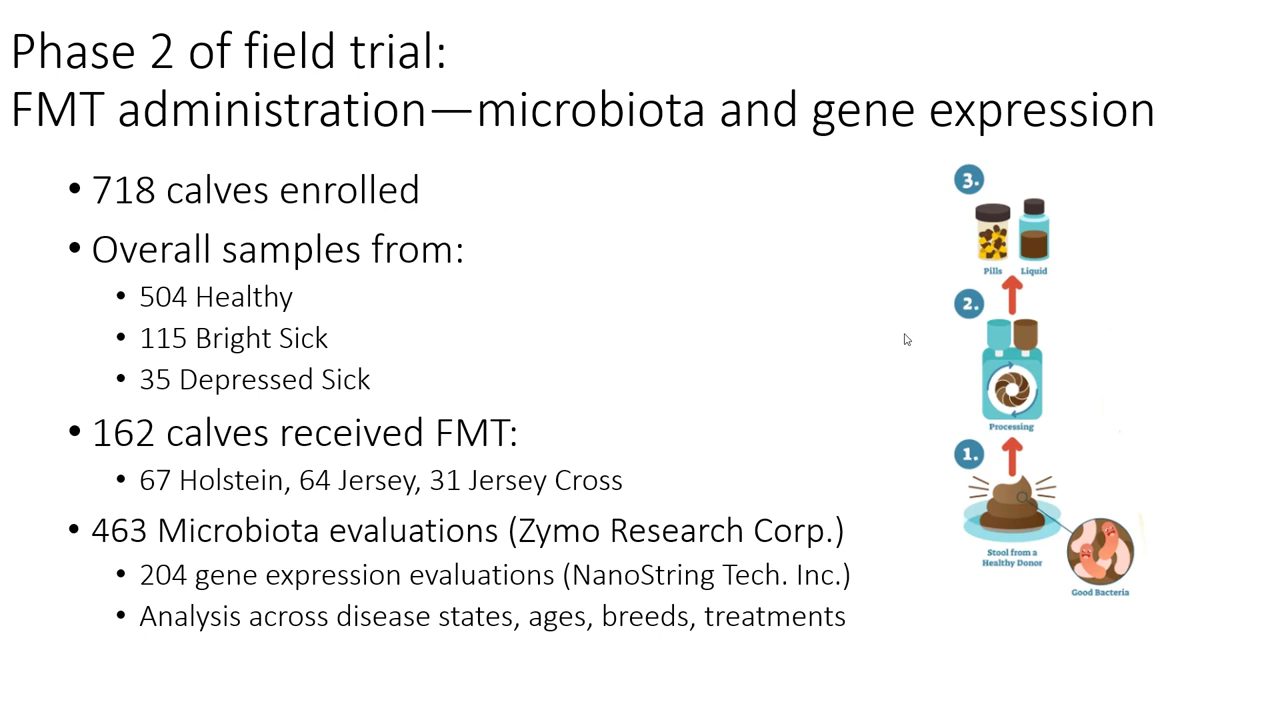 Phase 2 of field trial:
FMT administration—microbiota and gene expression
• 718 calves enrolled
• Overall samples from:
• 504 Healthy
• 115 Bright Sick
• 35 Depressed Sick
• 162 calves received FMT:
• 67 Holstein, 64 Jersey, 31 Jersey Cross
• 463 Microbiota evaluations (Zymo Research Corp.)
• 204 gene expression evaluations (NanoString Tech. Inc.)
• Analysis across disease states, ages, breeds, treatments
3.
Pills Liquid
2.
Processing
1.
Stool from a
Healthy Donor
Good Bacteria